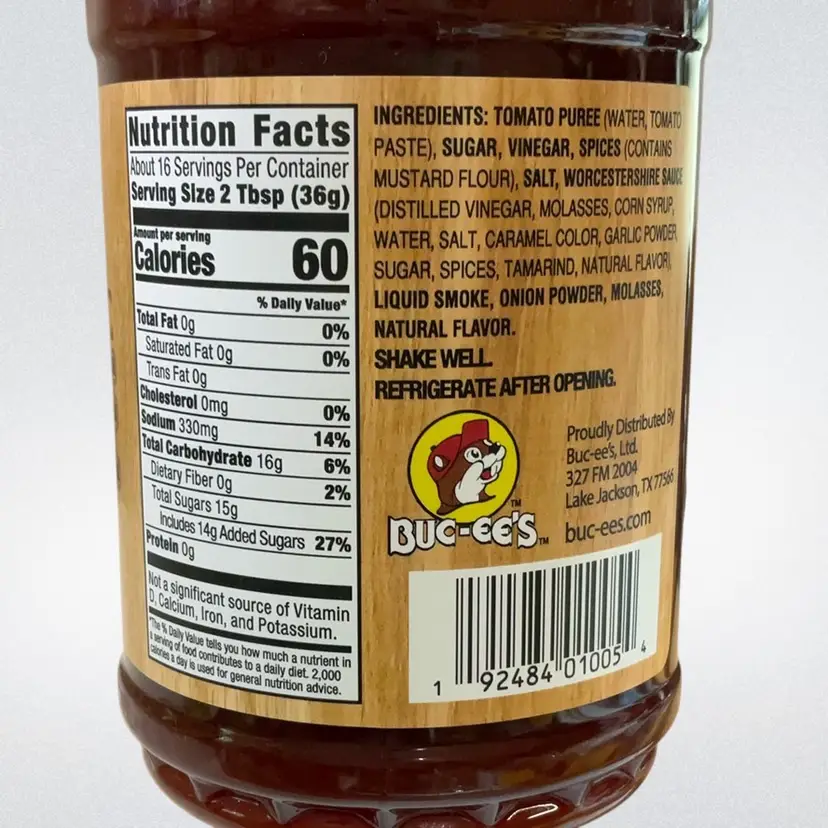 Nutrition Facts
About 16 Servings Per Container
Serving Size 2 Tbsp (36g)
Amount per serving
Calories 60
% Daily Value*
Total Fat 0g 0%
Saturated Fat 0g 0%
Trans Fat 0g
Cholesterol 0mg 0%
Sodium 330mg 14%
Total Carbohydrate 16g 6%
Dietary Fiber 0g 2%
Total Sugars 15g
Includes 14g Added Sugars 27%
Protein 0g
Not a significant source of Vitamin
D, Calcium, Iron, and Potassium.
*The % Daily Value tells you how much a nutrient in
a serving of food contributes to a daily diet. 2,000
calories a day is used for general nutrition advice.
INGREDIENTS: TOMATO PUREE (WATER, TOMATO
PASTE), SUGAR, VINEGAR, SPICES (CONTAINS
MUSTARD FLOUR), SALT, WORCESTERSHIRE SAUCE
(DISTILLED VINEGAR, MOLASSES, CORN SYRUP,
WATER, SALT, CARAMEL COLOR, GARLIC POWDER,
SUGAR, SPICES, TAMARIND, NATURAL FLAVOR),
LIQUID SMOKE, ONION POWDER, MOLASSES,
NATURAL FLAVOR.
SHAKE WELL.
REFRIGERATE AFTER OPENING.
TM
BUC-EE'S TM
Proudly Distributed By
Buc-ee's, Ltd.
327 FM 2004
Lake Jackson, TX 77566
buc-ees.com
1 92484 01005 4